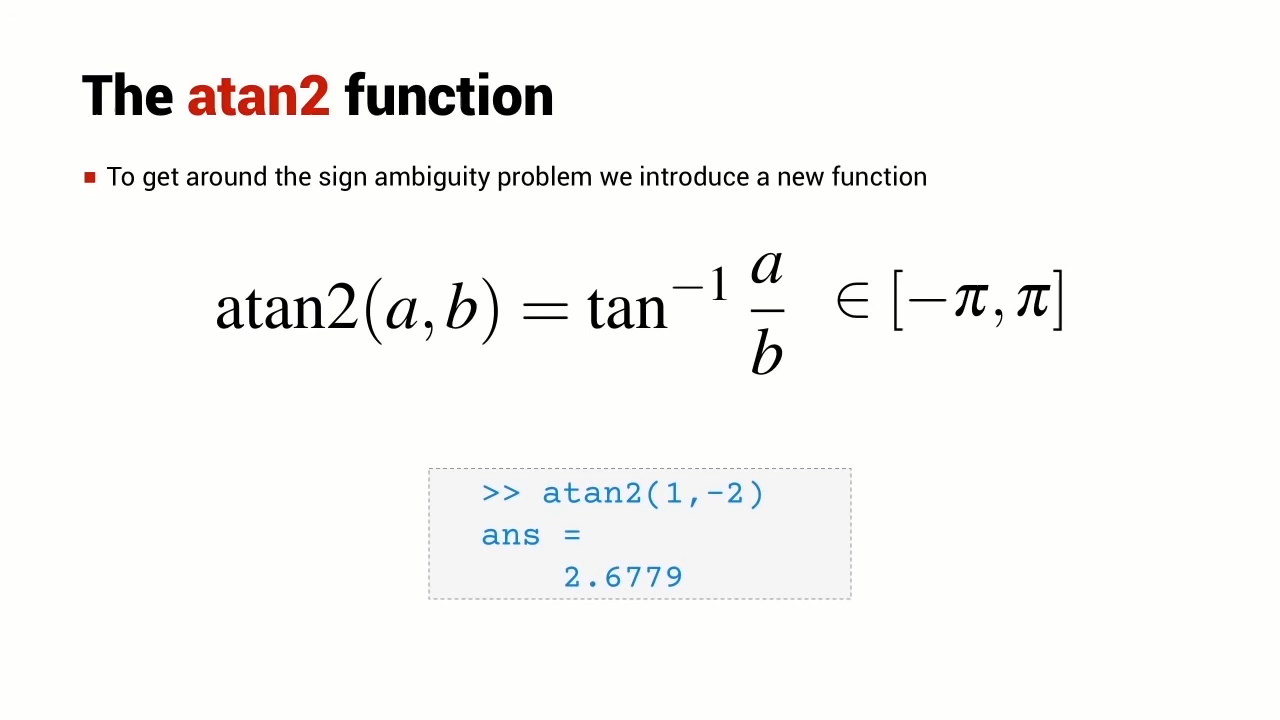 The atan2 function
To get around the sign ambiguity problem we introduce a new function
atan2(a, b) = tan⁻¹ a/b ∈ [−π, π]
>> atan2(1,-2)
ans =
2.6779